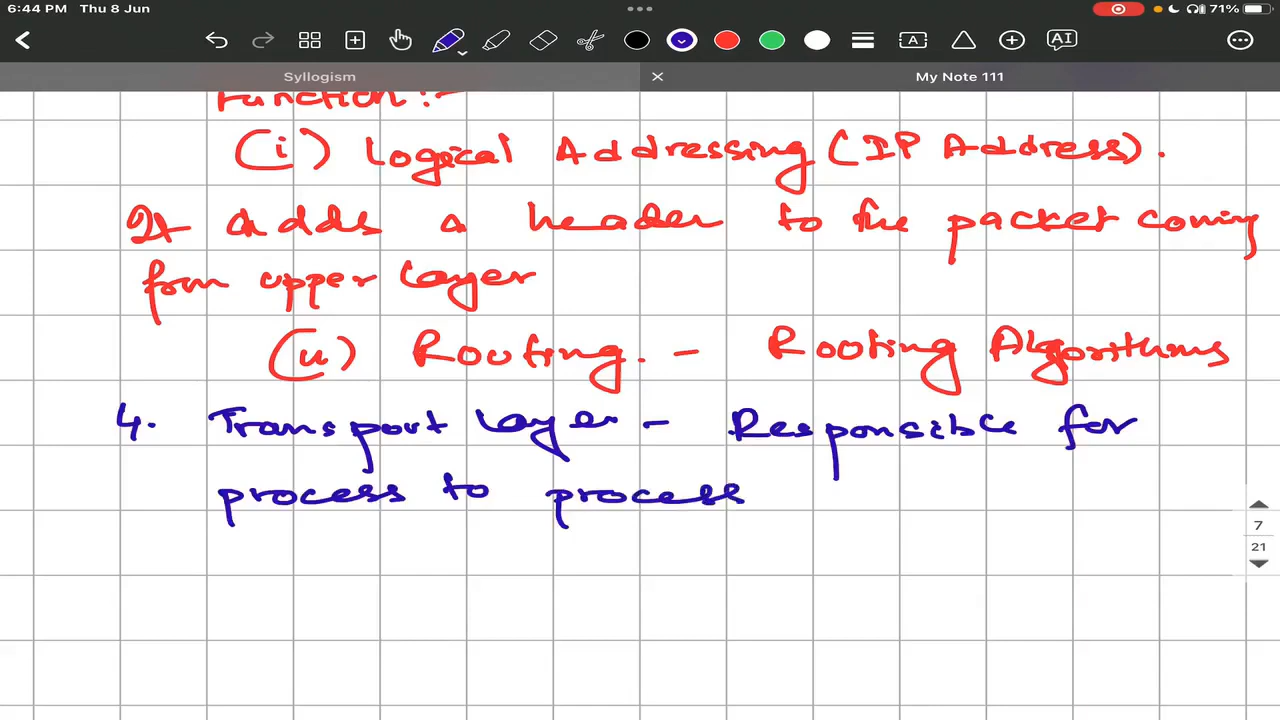 6:44 PM Thu 8 Jun
71%
A
AI
Syllogism
My Note 111
Function :-
(i) Logical Addressing (IP Address).
It adds a header to the packet coming
from upper layer
(ii) Routing. - Rooting Algorithms
4. Transport Layer - Responsible for
process to process
7
21